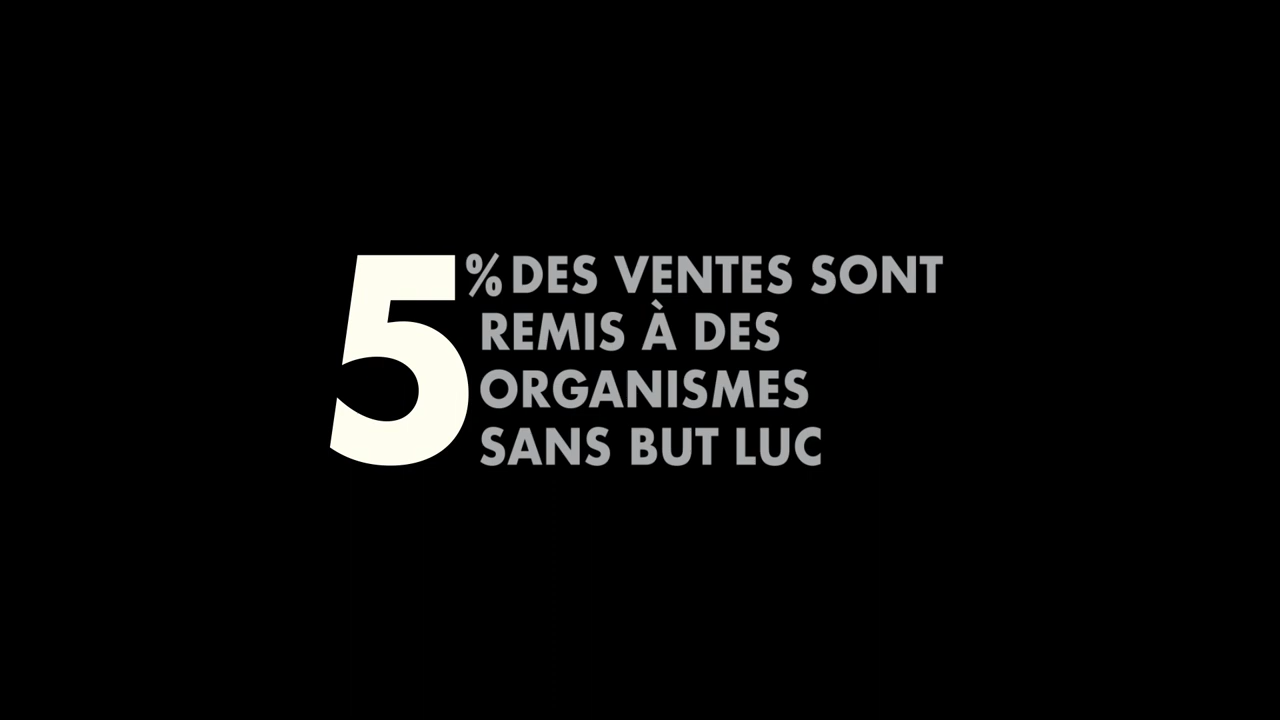 5% DES VENTES SONT
REMIS À DES
ORGANISMES
SANS BUT LUC